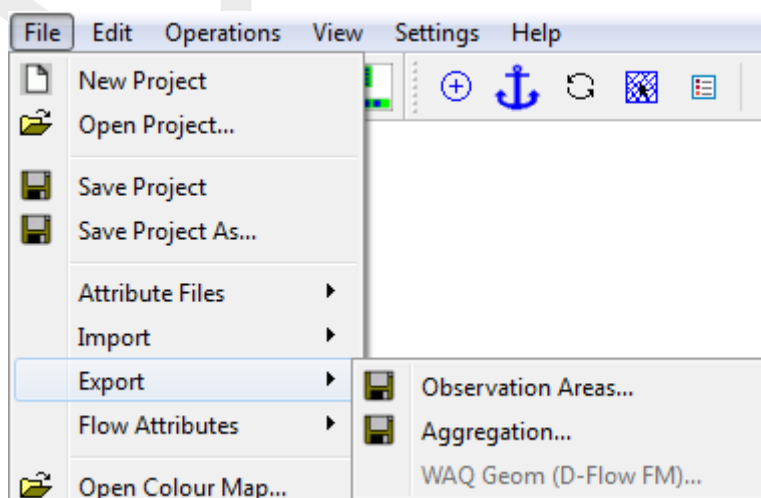 File Edit Operations View Settings Help
New Project
Open Project...
Save Project
Save Project As...
Attribute Files
Import
Export
Flow Attributes
Open Colour Map...
Observation Areas...
Aggregation...
WAQ Geom (D-Flow FM)...